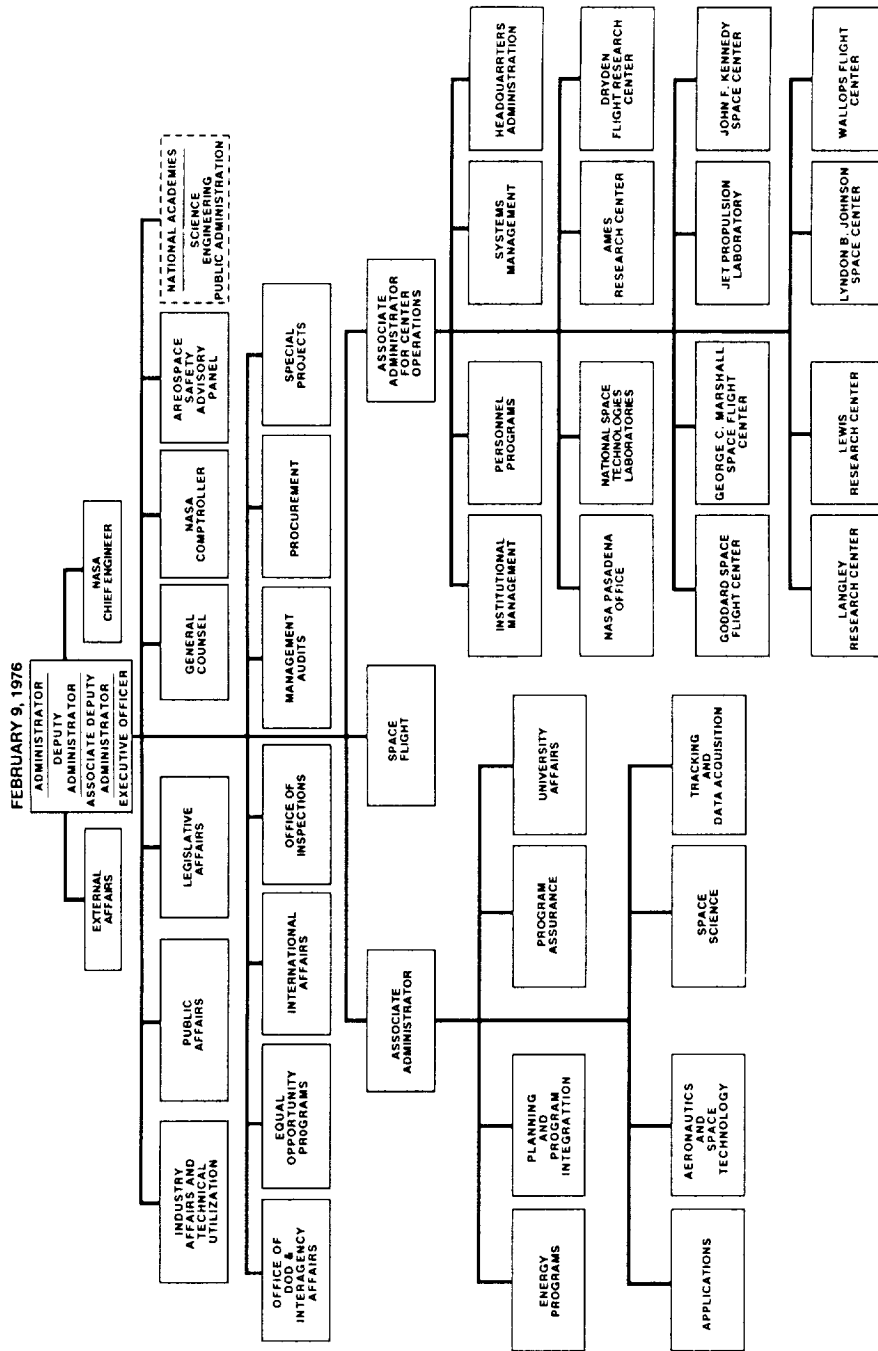 FEBRUARY 9, 1976
ADMINISTRATOR
DEPUTY
ADMINISTRATOR
ASSOCIATE DEPUTY
ADMINISTRATOR
EXECUTIVE OFFICER
EXTERNAL
AFFAIRS
NASA
CHIEF ENGINEER
INDUSTRY
AFFAIRS AND
TECHNICAL
UTILIZATION
PUBLIC
AFFAIRS
LEGISLATIVE
AFFAIRS
GENERAL
COUNSEL
NASA
COMPTROLLER
AREOSPACE
SAFETY
ADVISORY
PANEL
NATIONAL ACADEMIES
SCIENCE
ENGINEERING
PUBLIC ADMINISTRATION
OFFICE OF
DOD &
INTERAGENCY
AFFAIRS
EQUAL
OPPORTUNITY
PROGRAMS
INTERNATIONAL
AFFAIRS
OFFICE OF
INSPECTIONS
MANAGEMENT
AUDITS
PROCUREMENT
SPECIAL
PROJECTS
ASSOCIATE
ADMINISTRATOR
SPACE
FLIGHT
ASSOCIATE
ADMINISTRATOR
FOR CENTER
OPERATIONS
ENERGY
PROGRAMS
PLANNING
AND
PROGRAM
INTEGRATTION
PROGRAM
ASSURANCE
UNIVERSITY
AFFAIRS
APPLICATIONS
AERONAUTICS
AND
SPACE
TECHNOLOGY
SPACE
SCIENCE
TRACKING
AND
DATA ACQUISITION
INSTITUTIONAL
MANAGEMENT
PERSONNEL
PROGRAMS
SYSTEMS
MANAGEMENT
HEADQUARRTERS
ADMINISTRATION
NASA PASADENA
OFFICE
NATIONAL SPACE
TECHNOLOGIES
LABORATORIES
AMES
RESEARCH CENTER
DRYDEN
FLIGHT RESEARCH
CENTER
GODDARD SPACE
FLIGHT CENTER
GEORGE C. MARSHALL
SPACE FLIGHT
CENTER
JET PROPULSION
LABORATORY
JOHN F. KENNEDY
SPACE CENTER
LANGLEY
RESEARCH CENTER
LEWIS
RESEARCH CENTER
LYNDON B. JOHNSON
SPACE CENTER
WALLOPS FLIGHT
CENTER